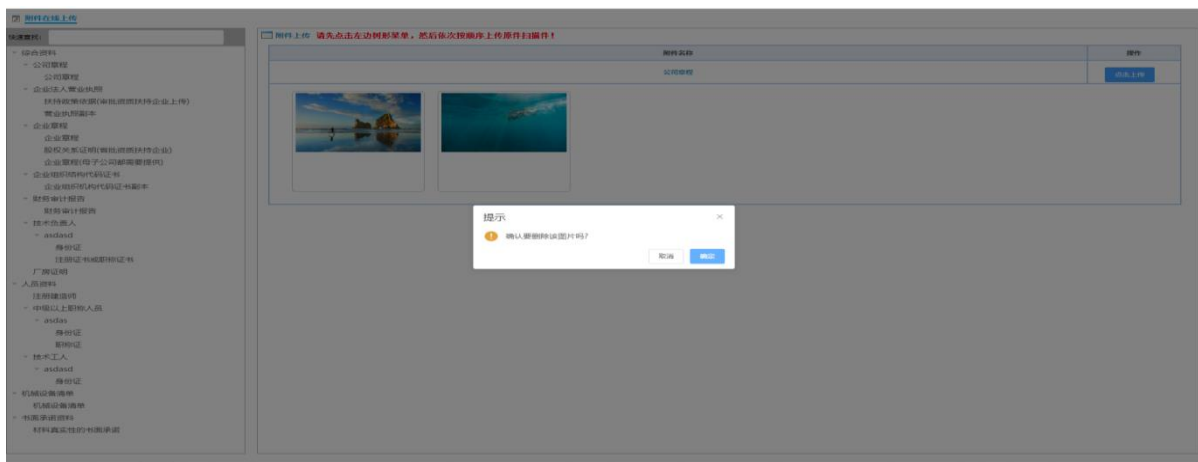 附件在线上传
快速查找:
附件上传 请先点击左边树形菜单，然后依次按顺序上传原件扫描件！
附件名称 操作
公司章程 点击上传
综合资料
公司章程
公司章程
企业法人营业执照
扶持政策依据(审批资质扶持企业上传)
营业执照副本
企业章程
企业章程
股权关系证明(審批资质扶持企业)
企业章程(母子公司都需要提供)
企业组织结构代码证书
企业组织机构代码证书副本
财务审计报告
财务审计报告
技术负责人
asdasd
身份证
注册证书或职称证书
厂房证明
人员资料
注册建造师
中级以上职称人员
asdas
身份证
职称证
技术工人
asdasd
身份证
机械设备清单
机械设备清单
书面承诺资料
材料真实性的书面承诺
提示
确认要删除该图片吗?
取消 确定